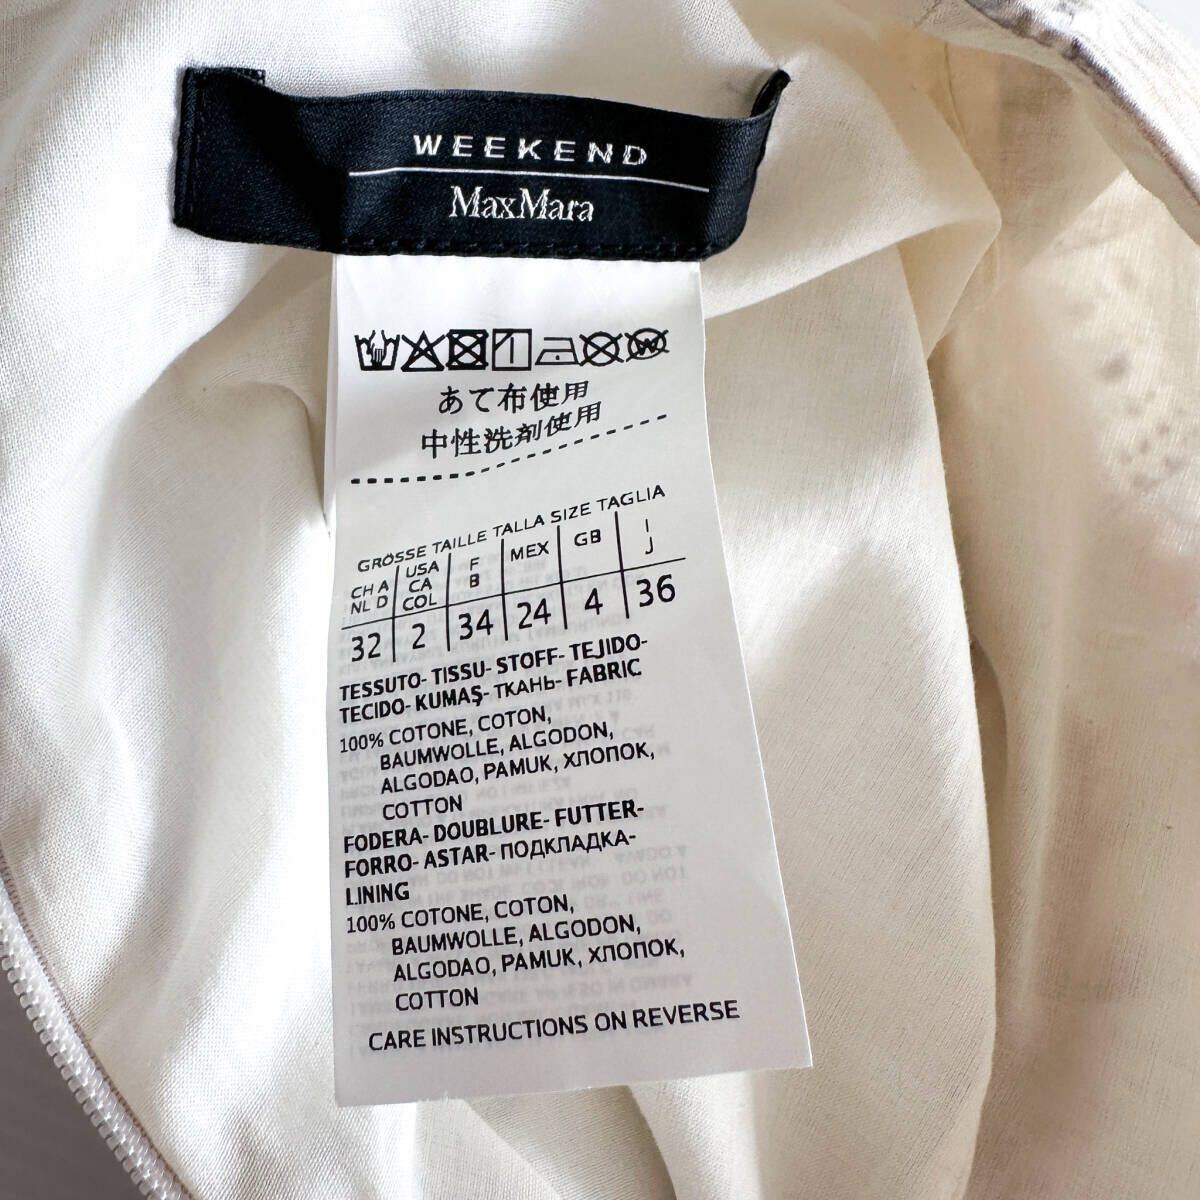 WEEKEND
MaxMara
あて布使用
中性洗剤使用
GRÖSSE TAILLE TALLA SIZE TAGLIA
CH A NL D
USA CA COL
F B
MEX
GB
I J
32 2 34 24 4 36
TESSUTO- TISSU- STOFF- TEJIDO-
TECIDO- KUMAŞ- ТКАНЬ- FABRIC
100% COTONE, COTON,
BAUMWOLLE, ALGODON,
ALGODAO, PAMUK, ХЛОПОК,
COTTON
FODERA- DOUBLURE- FUTTER-
FORRO- ASTAR- ПОДКЛАДКА-
LINING
100% COTONE, COTON,
BAUMWOLLE, ALGODON,
ALGODAO, PAMUK, ХЛОПОК,
COTTON
CARE INSTRUCTIONS ON REVERSE